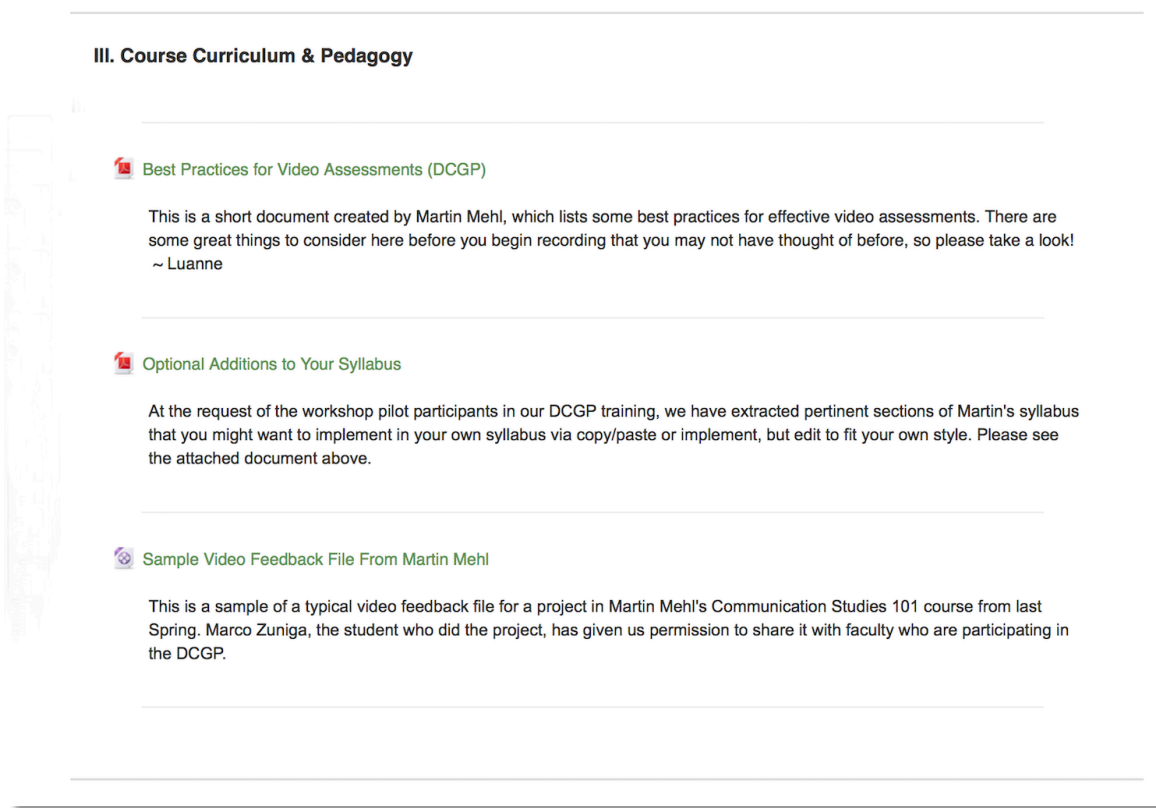 III. Course Curriculum & Pedagogy
Best Practices for Video Assessments (DCGP)
This is a short document created by Martin Mehl, which lists some best practices for effective video assessments. There are
some great things to consider here before you begin recording that you may not have thought of before, so please take a look!
~ Luanne
Optional Additions to Your Syllabus
At the request of the workshop pilot participants in our DCGP training, we have extracted pertinent sections of Martin's syllabus
that you might want to implement in your own syllabus via copy/paste or implement, but edit to fit your own style. Please see
the attached document above.
Sample Video Feedback File From Martin Mehl
This is a sample of a typical video feedback file for a project in Martin Mehl's Communication Studies 101 course from last
Spring. Marco Zuniga, the student who did the project, has given us permission to share it with faculty who are participating in
the DCGP.